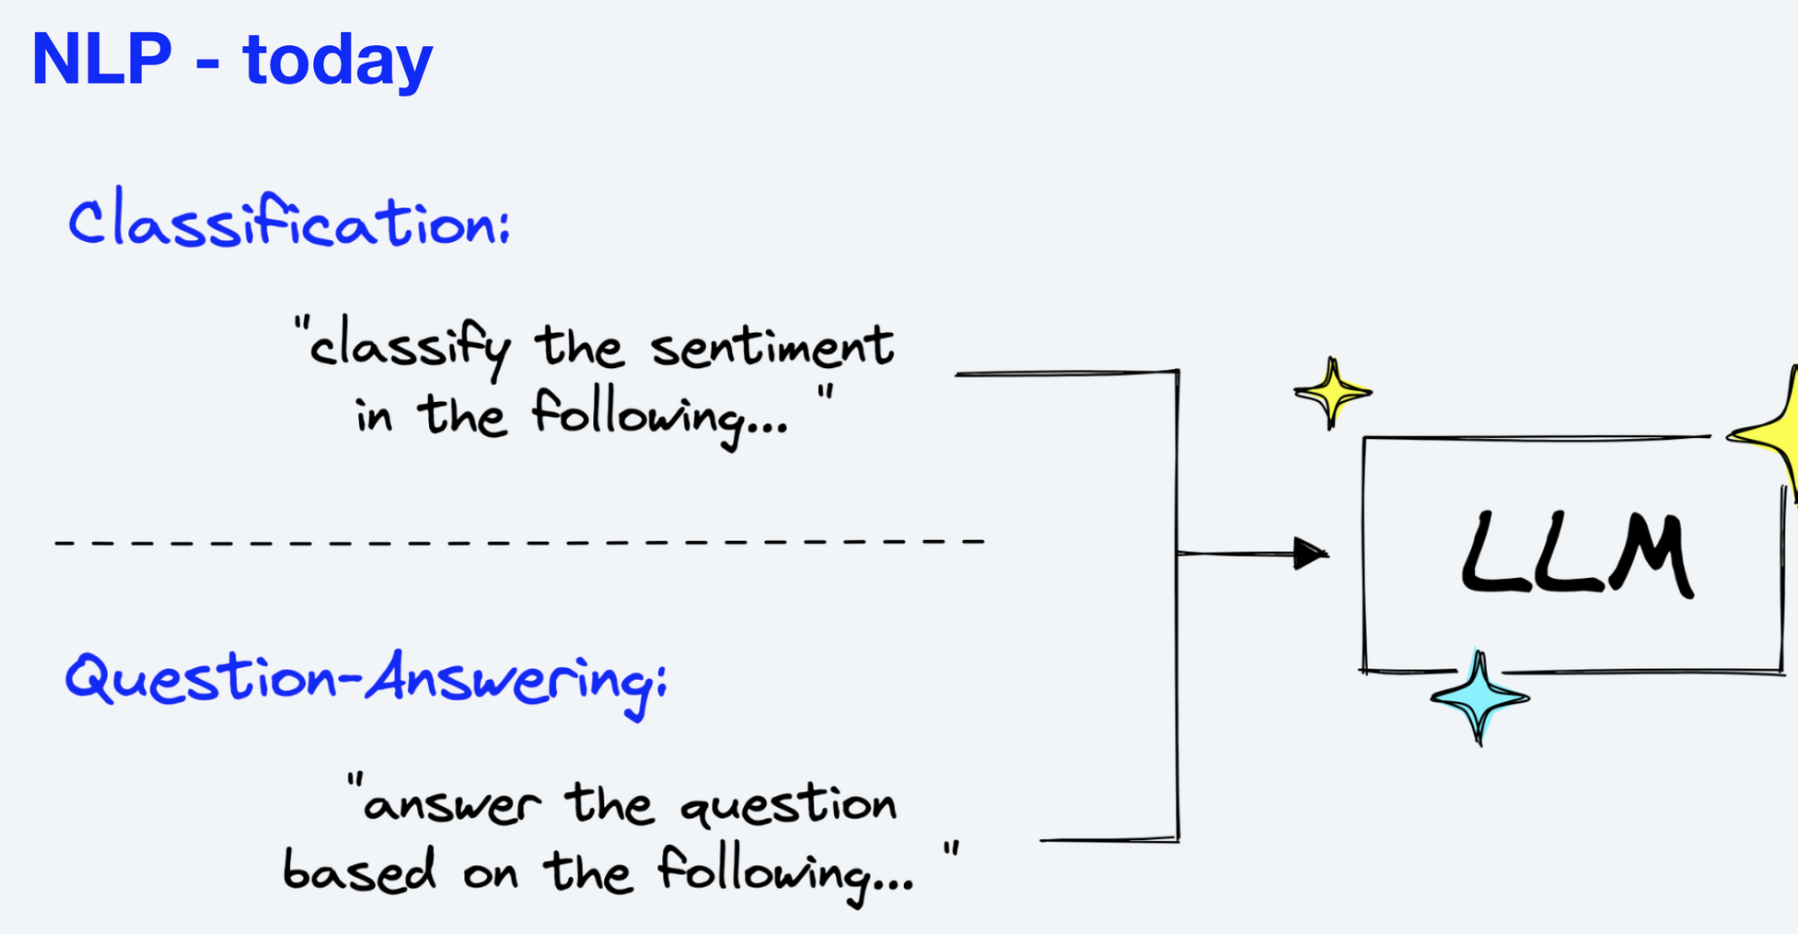 NLP - today
Classification:
"classify the sentiment
in the following... "
Question-Answering:
"answer the question
based on the following... "
LLM